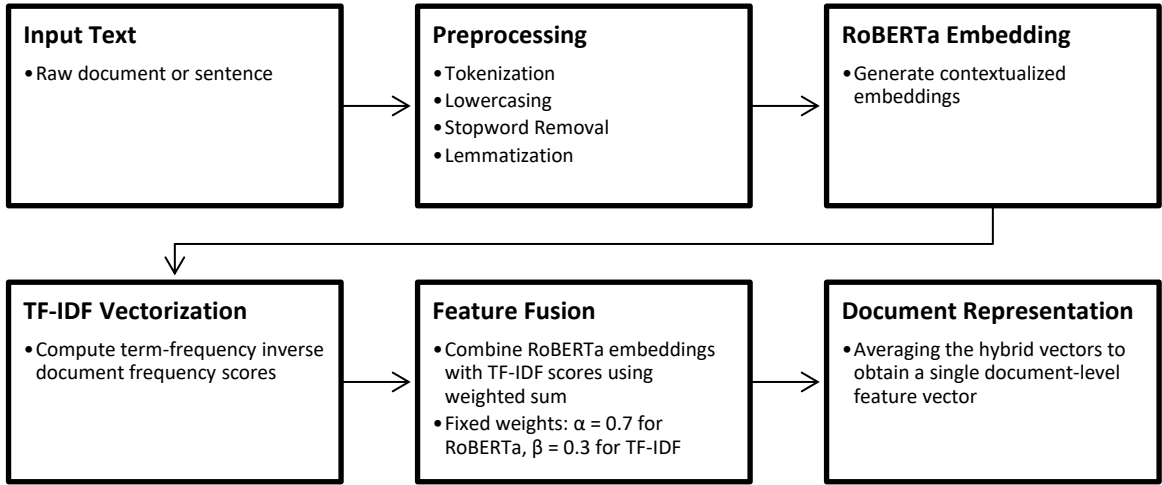 Input Text
•Raw document or sentence
Preprocessing
•Tokenization
•Lowercasing
•Stopword Removal
•Lemmatization
RoBERTa Embedding
•Generate contextualized
embeddings
TF-IDF Vectorization
•Compute term-frequency inverse
document frequency scores
Feature Fusion
•Combine RoBERTa embeddings
with TF-IDF scores using
weighted sum
•Fixed weights: α = 0.7 for
RoBERTa, β = 0.3 for TF-IDF
Document Representation
•Averaging the hybrid vectors to
obtain a single document-level
feature vector